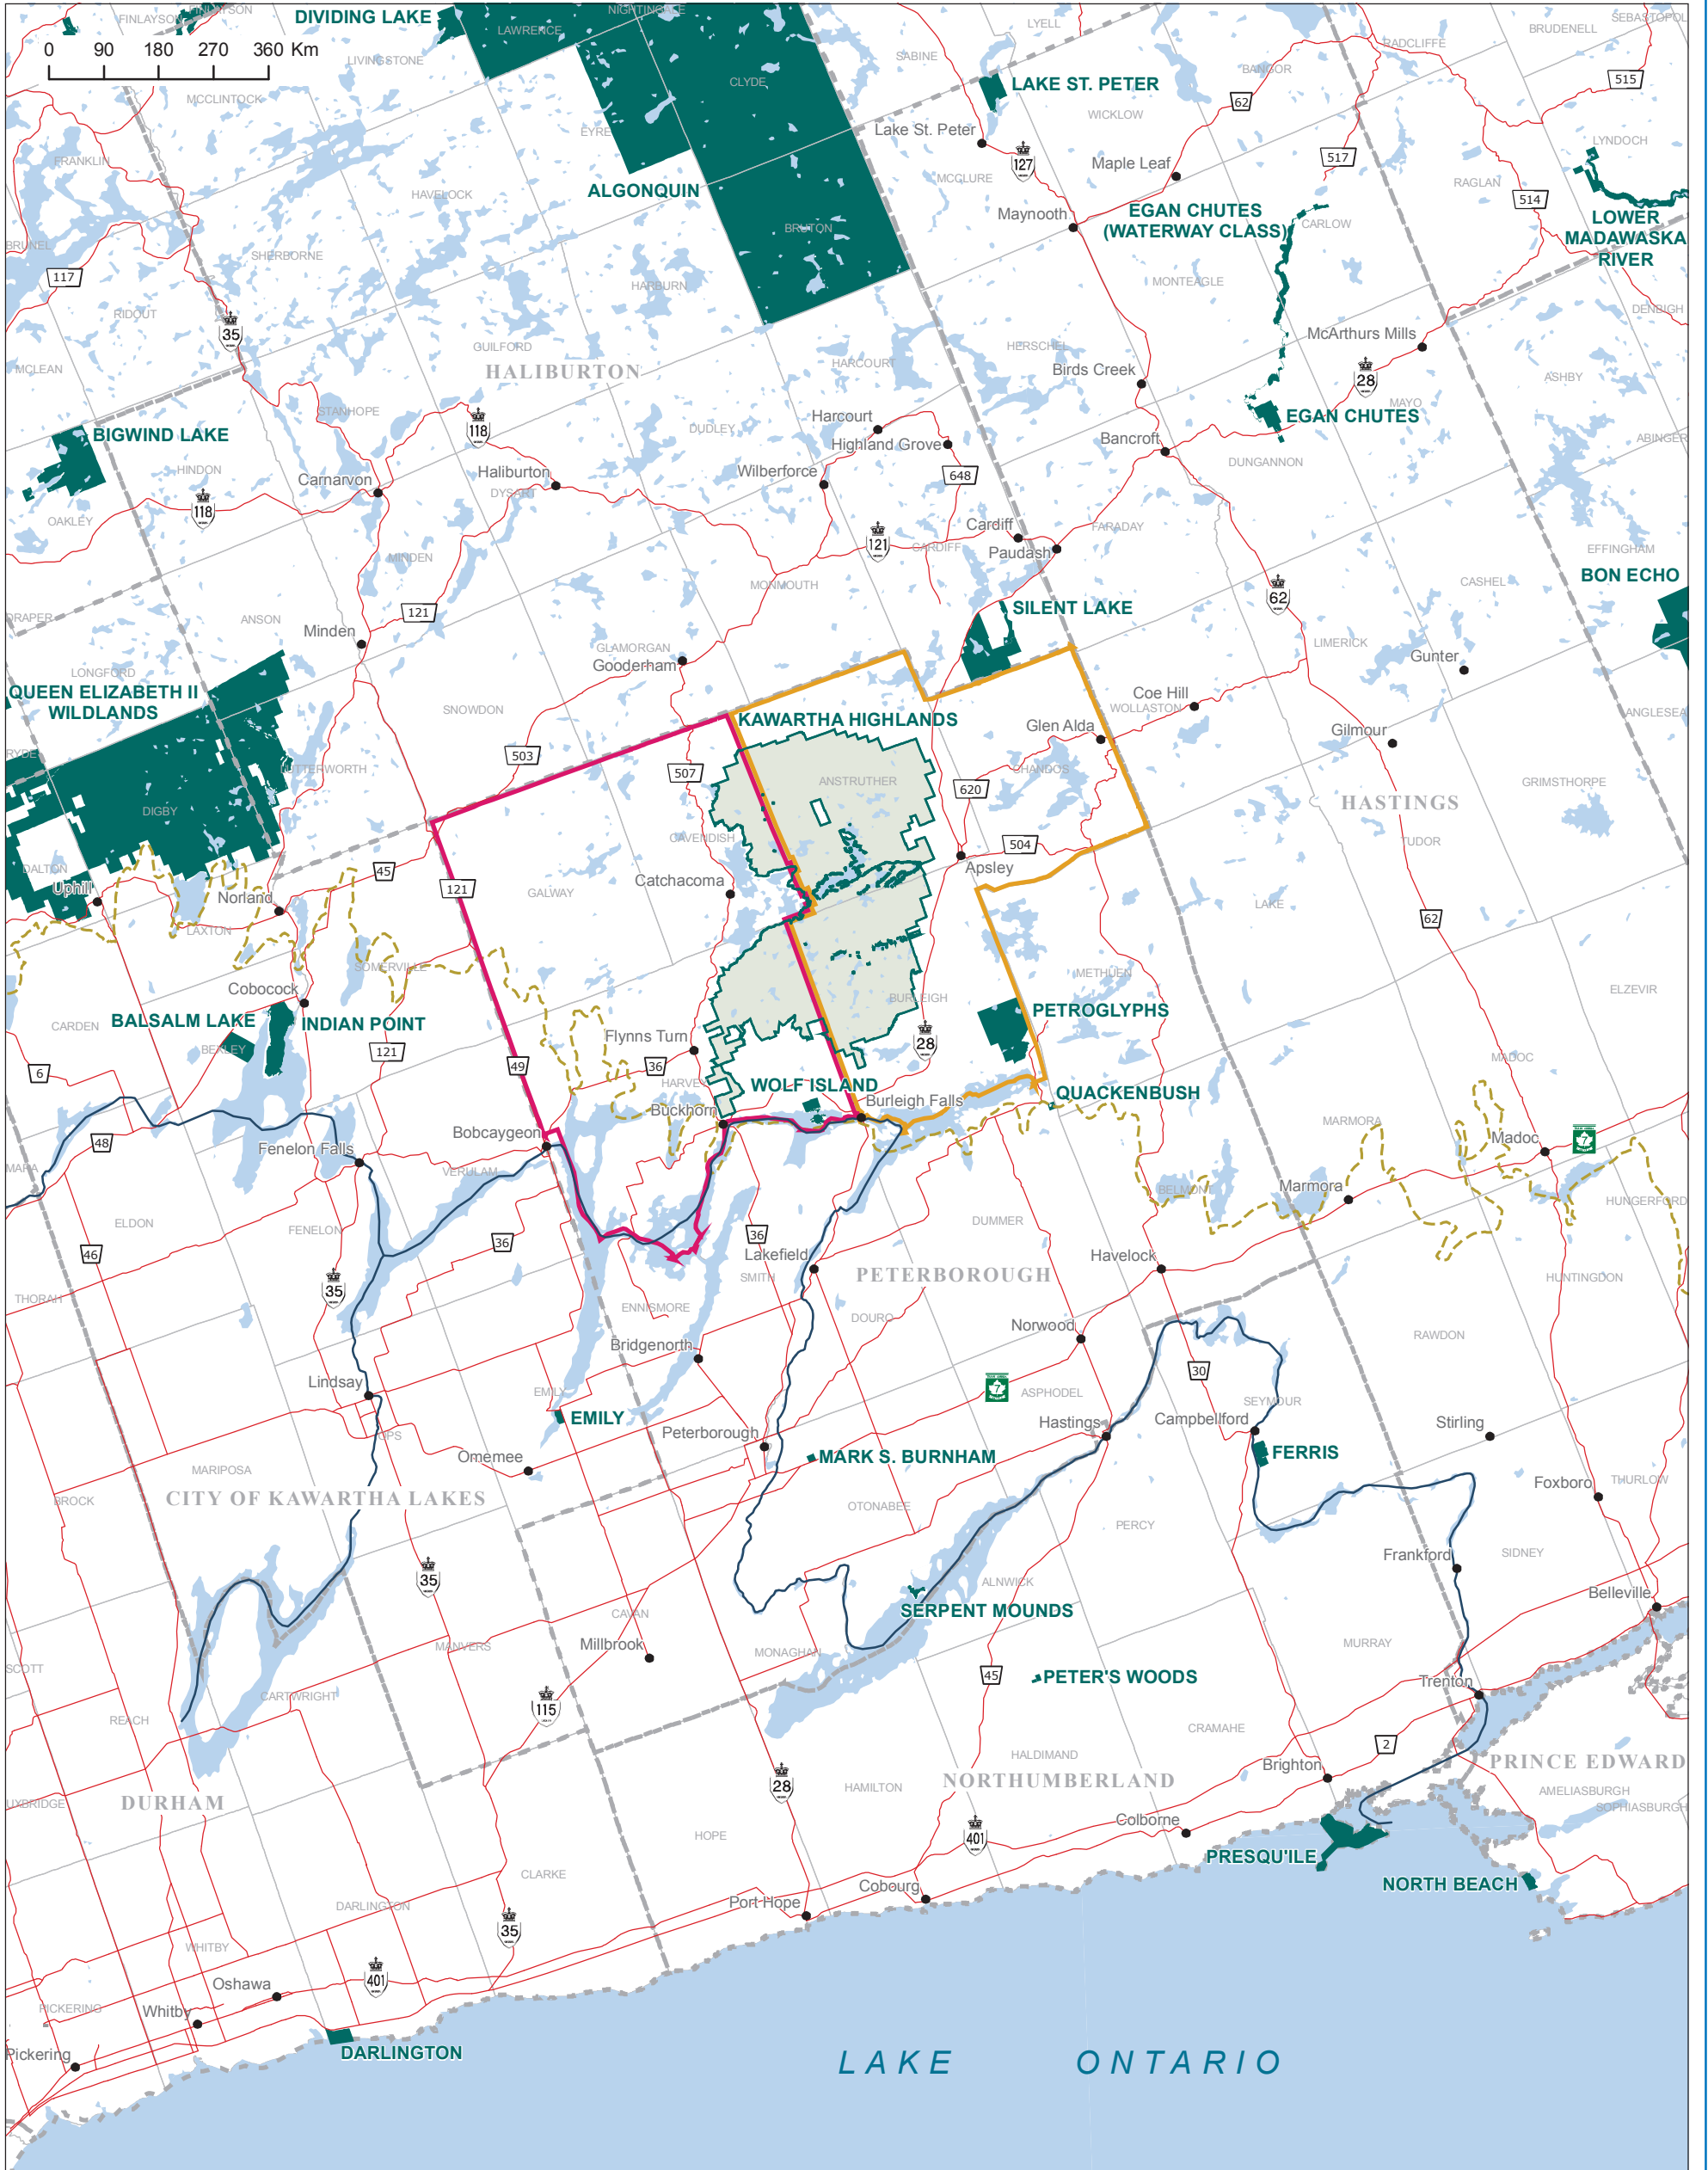 FINLAYSON
FINLAYSON
DIVIDING LAKE
NIGHTINGALE
LAWRENCE
LYELL
SEBASTOPOL
BRUDENELL
0 90 180 270 360 Km
LIVINGSTONE
SABINE
RADCLIFFE
BANGOR
515
CLYDE
LAKE ST. PETER
MCCLINTOCK
62
WICKLOW
EYRE
Lake St. Peter
127
Maple Leaf
517
LYNDOCH
FRANKLIN
MCCLURE
RAGLAN
ALGONQUIN
HAVELOCK
514
Maynooth
EGAN CHUTES
(WATERWAY CLASS)
CARLOW
LOWER
MADAWASKA
RIVER
BRUTON
BRUNEL
SHERBORNE
117
HARBURN
MONTEAGLE
RIDOUT
DENBIGH
35
McArthurs Mills
GUILFORD
HERSCHEL
HARCOURT
MCLEAN
HALIBURTON
Birds Creek
28
ASHBY
MAYO
STANHOPE
118
Harcourt
EGAN CHUTES
BIGWIND LAKE
DUDLEY
Highland Grove
Bancroft
ABINGER
HINDON
Haliburton
Wilberforce
648
DUNGANNON
Carnarvon
DYSART
118
OAKLEY
Cardiff
FARADAY
121
CARDIFF
Paudash
EFFINGHAM
MINDEN
MONMOUTH
BON ECHO
CASHEL
62
121
SILENT LAKE
DRAPER
ANSON
Minden
LIMERICK
GLAMORGAN
Gooderham
Gunter
LONGFORD
QUEEN ELIZABETH II
WILDLANDS
Coe Hill
WOLLASTON
SNOWDON
KAWARTHA HIGHLANDS
ANGLESEA
Glen Alda
Gilmour
RYDE
503
507
LUTTERWORTH
CHANDOS
ANSTRUTHER
GRIMSTHORPE
620
HASTINGS
DIGBY
CAVENDISH
TUDOR
504
DALTON
45
Apsley
Uphill
121
Catchacoma
GALWAY
Norland
LAKE
62
LAXTON
SOMERVILLE
METHUEN
Cobocock
ELZEVIR
BURLEIGH
BALSALM LAKE
INDIAN POINT
PETROGLYPHS
CARDEN
Flynns Turn
28
BEXLEY
121
MADOC
6
49
36
HARVEY
WOLF ISLAND
QUACKENBUSH
Buckhorn
Burleigh Falls
MARMORA
Bobcaygeon
Madoc
7
48
Fenelon Falls
MARA
VERULAM
Marmora
BELMONT
HUNGERFORD
ELDON
FENELON
DUMMER
36
36
46
Lakefield
Havelock
PETERBOROUGH
SMITH
HUNTINGDON
35
THORAH
ENNISMORE
DOURO
Norwood
RAWDON
Bridgenorth
30
Lindsay
7
EMILY
ASPHODEL
SEYMOUR
EMILY
Campbellford
Hastings
Stirling
OPS
Peterborough
MARK S. BURNHAM
FERRIS
Omemee
MARIPOSA
Foxboro
THURLOW
BROCK
CITY OF KAWARTHA LAKES
OTONABEE
PERCY
Frankford
SIDNEY
35
ALNWICK
Belleville
SERPENT MOUNDS
CAVAN
Millbrook
MURRAY
MANVERS
MONAGHAN
SCOTT
45
PETER'S WOODS
Trenton
CARTWRIGHT
115
REACH
CRAMAHE
2
HALDIMAND
PRINCE EDWARD
Brighton
28
HAMILTON
NORTHUMBERLAND
AMELIASBURGH
UXBRIDGE
DURHAM
SOPHIASBURGH
Colborne
401
HOPE
PRESQU'ILE
CLARKE
NORTH BEACH
Cobourg
DARLINGTON
Port Hope
35
WHITBY
401
Oshawa
PICKERING
Whitby
Pickering
DARLINGTON
LAKE ONTARIO